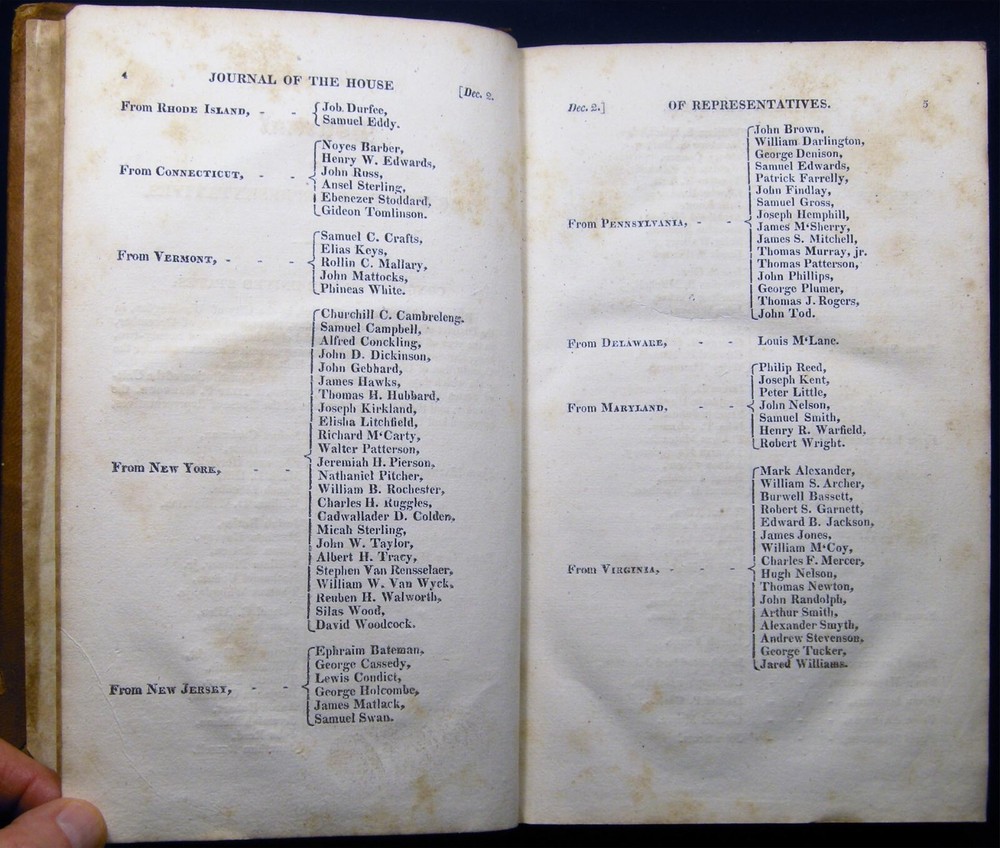 4 JOURNAL OF THE HOUSE [Dec. 2.
From RHODE ISLAND, - - Job Durfee,
Samuel Eddy.
Noyes Barber,
Henry W. Edwards,
From CONNECTICUT, - - John Russ,
Ansel Sterling,
Ebenezer Stoddard,
Gideon Tomlinson.
Samuel C. Crafts,
Elias Keys,
From VERMONT, - - - Rollin C. Mallary,
John Mattocks,
Phineas White.
Churchill C. Cambreleng,
Samuel Campbell,
Alfred Conckling,
John D. Dickinson,
John Gebhard,
James Hawks,
Thomas H. Hubbard,
Joseph Kirkland,
Elisha Litchfield,
Richard M‘Carty,
Walter Patterson,
From NEW YORK, - - Jeremiah H. Pierson,
Nathaniel Pitcher,
William B. Rochester,
Charles H. Ruggles,
Cadwallader D. Colden,
Micah Sterling,
John W. Taylor,
Albert H. Tracy,
Stephen Van Rensselaer,
William W. Van Wyck,
Reuben H. Walworth,
Silas Wood,
David Woodcock.
Ephraim Bateman,
George Cassedy,
Lewis Condict,
From NEW JERSEY, - - George Holcombe,
James Matlack,
Samuel Swan.
Dec. 2.] OF REPRESENTATIVES. 5
John Brown,
William Darlington,
George Denison,
Samuel Edwards,
Patrick Farrelly,
John Findlay,
Samuel Gross,
Joseph Hemphill,
From PENNSYLVANIA, - - James M‘Sherry,
James S. Mitchell,
Thomas Murray, jr.
Thomas Patterson,
John Phillips,
George Plumer,
Thomas J. Rogers,
John Tod.
From DELAWARE, - - Louis M‘Lane.
Philip Reed,
Joseph Kent,
Peter Little,
From MARYLAND, - - John Nelson,
Samuel Smith,
Henry R. Warfield,
Robert Wright.
Mark Alexander,
William S. Archer,
Burwell Bassett,
Robert S. Garnett,
Edward B. Jackson,
James Jones,
William M‘Coy,
Charles F. Mercer,
From VIRGINIA, - - - Hugh Nelson,
Thomas Newton,
John Randolph,
Arthur Smith,
Alexander Smyth,
Andrew Stevenson,
George Tucker,
Jared Williams.